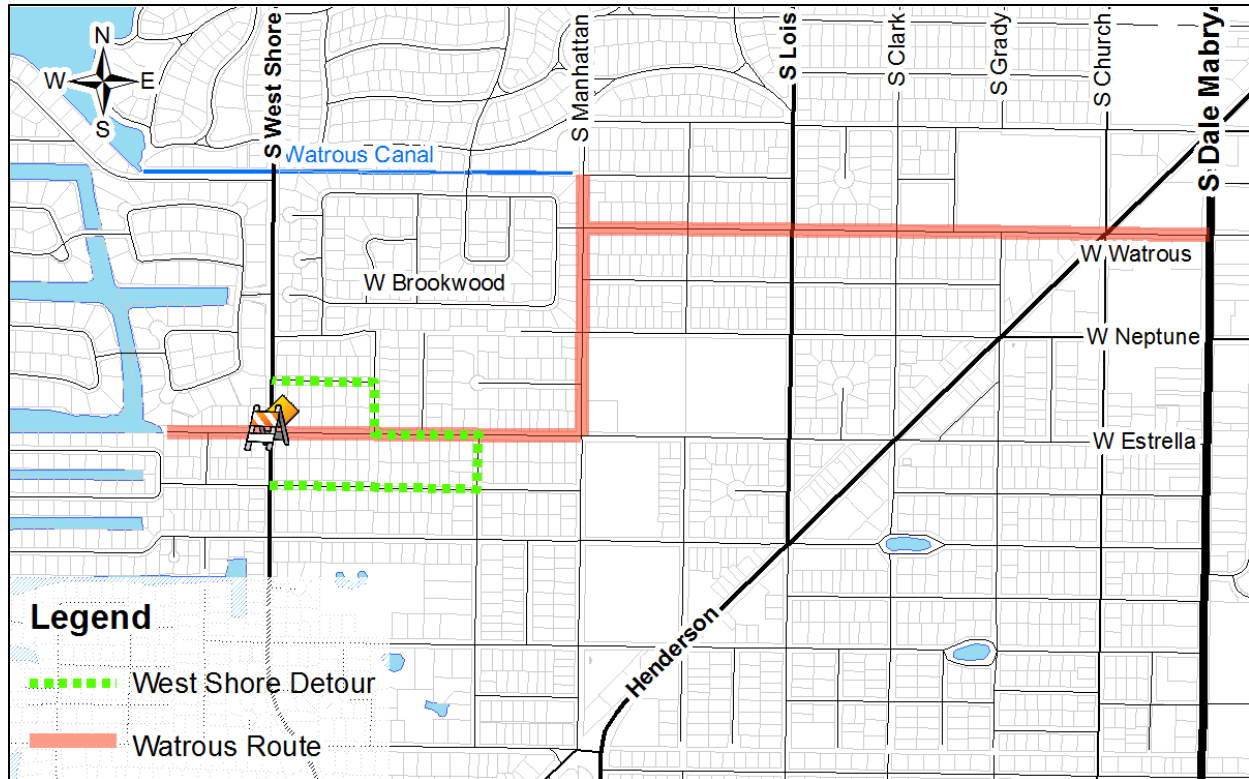 N
W E
S
S West Shore
S Manhattan
S Lois
S Clark
S Grady
S Church
S Dale Mabry
Watrous Canal
W Watrous
W Brookwood
W Neptune
W Estrella
Henderson
Legend
West Shore Detour
Watrous Route